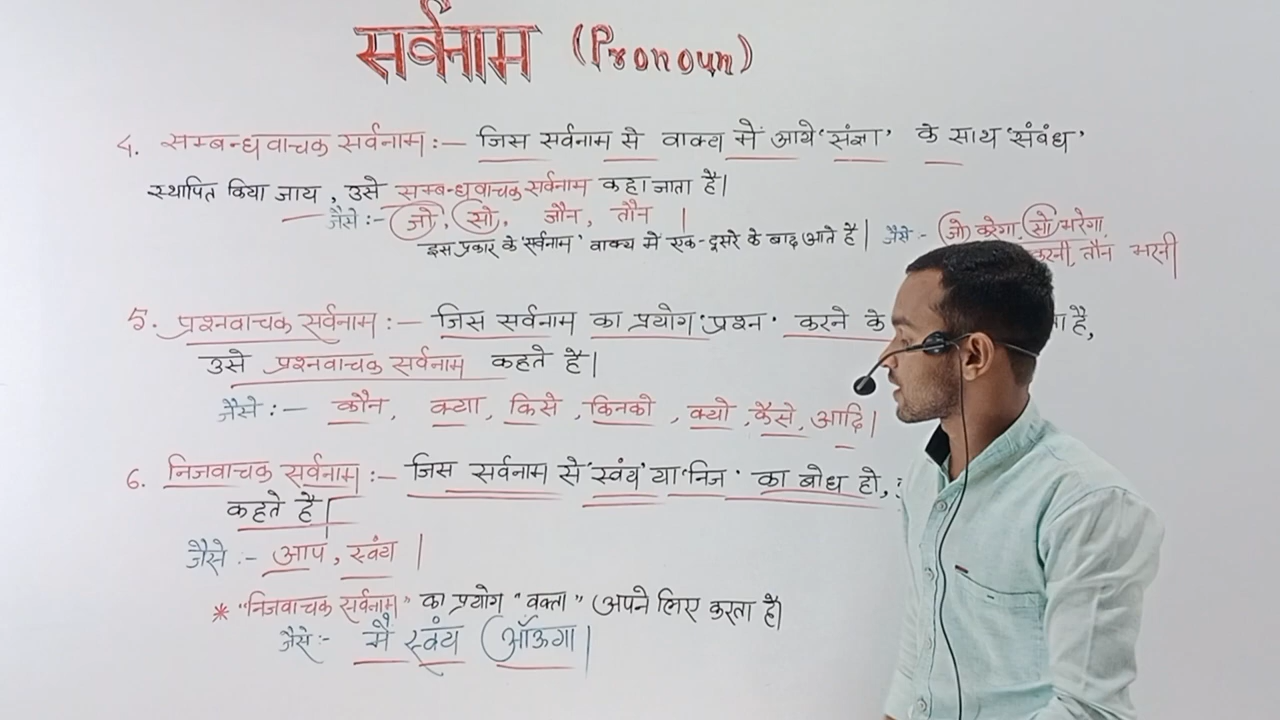 सर्वनाम (Pronoun)
4. सम्बन्धवाचक सर्वनाम :- जिस सर्वनाम से वाक्य में आये 'संज्ञा' के साथ 'संबंध'
स्थापित किया जाय, उसे सम्बन्धवाचक सर्वनाम कहा जाता है।
जैसे :- जो, सो, जौन, तौन ।
इस प्रकार के 'सर्वनाम' वाक्य में एक-दूसरे के बाद आते है। जैसे :- जो करेगा, सो भरेगा,
करनी, तौन भरनी
5. प्रश्नवाचक सर्वनाम :- जिस सर्वनाम का प्रयोग 'प्रश्न' करने के है,
उसे प्रश्नवाचक सर्वनाम कहते है।
जैसे :- कौन, क्या, किसे, किनको, क्यो, कैसे, आदि।
6. निजवाचक सर्वनाम :- जिस सर्वनाम से 'स्वंय' या 'निज' का बोध हो,
कहते है।
जैसे :- आप, स्वंय ।
* "निजवाचक सर्वनाम" का प्रयोग "वक्ता" (अपने लिए करता है)
जैसे :- मै स्वंय (ऑऊगा।